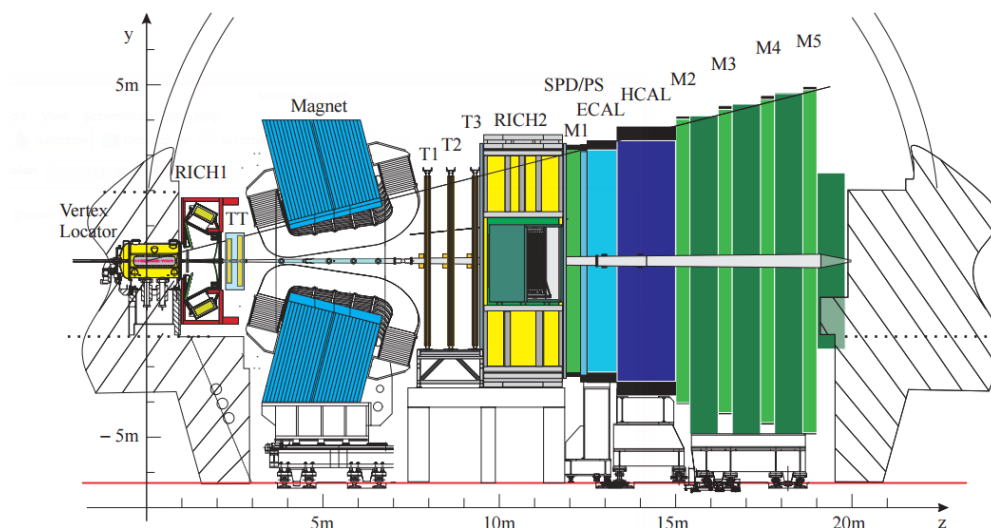 y
5m
Magnet
RICH1
TT
Vertex
Locator
T1
T2
T3
RICH2
M1
SPD/PS
ECAL
HCAL
M2
M3
M4
M5
− 5m
5m
10m
15m
20m
z